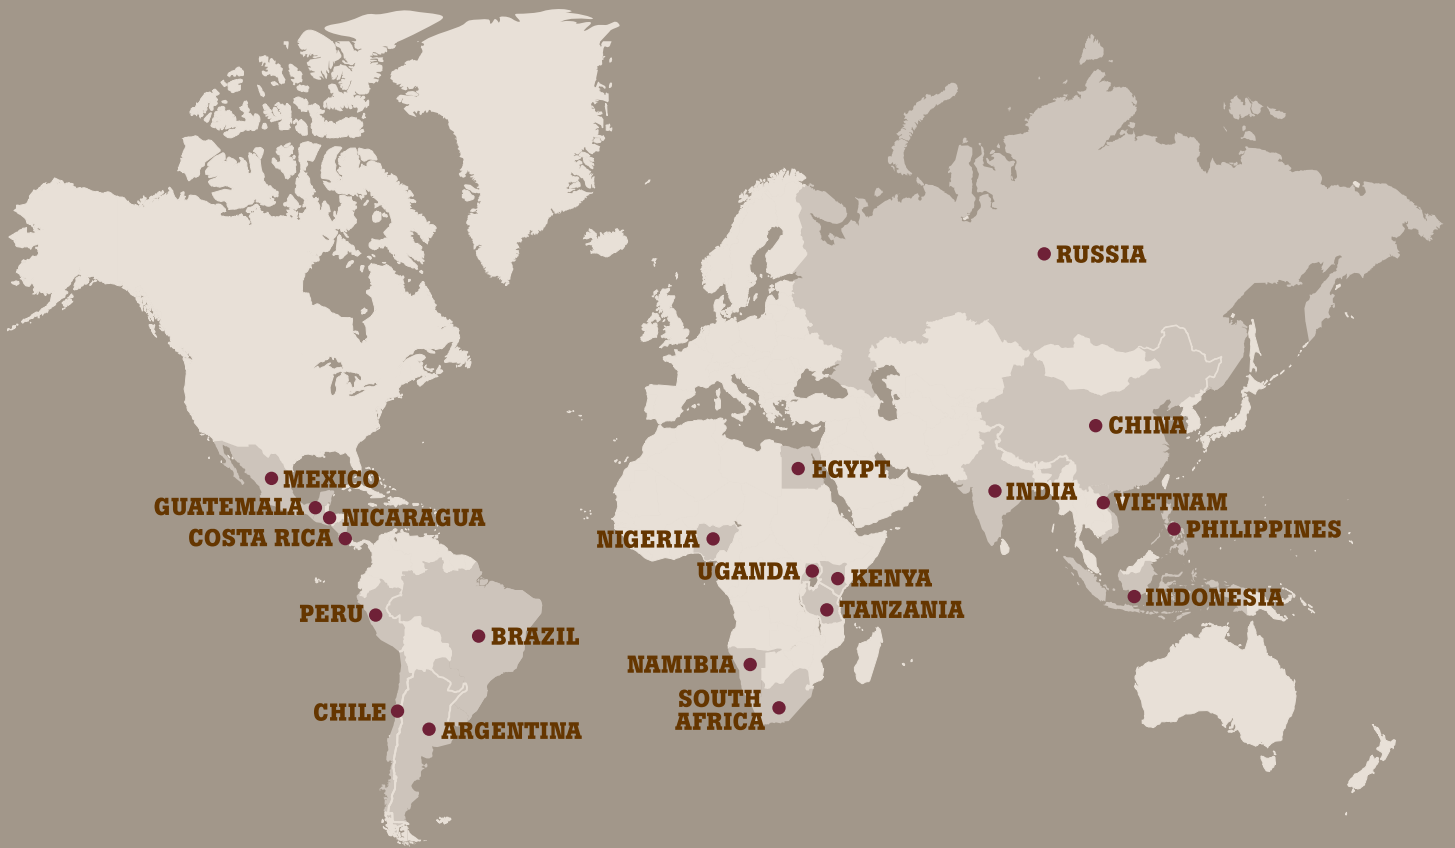 RUSSIA
CHINA
EGYPT
MEXICO
INDIA
VIETNAM
GUATEMALA
NICARAGUA
PHILIPPINES
COSTA RICA
NIGERIA
UGANDA
KENYA
INDONESIA
TANZANIA
PERU
BRAZIL
NAMIBIA
SOUTH
AFRICA
CHILE
ARGENTINA